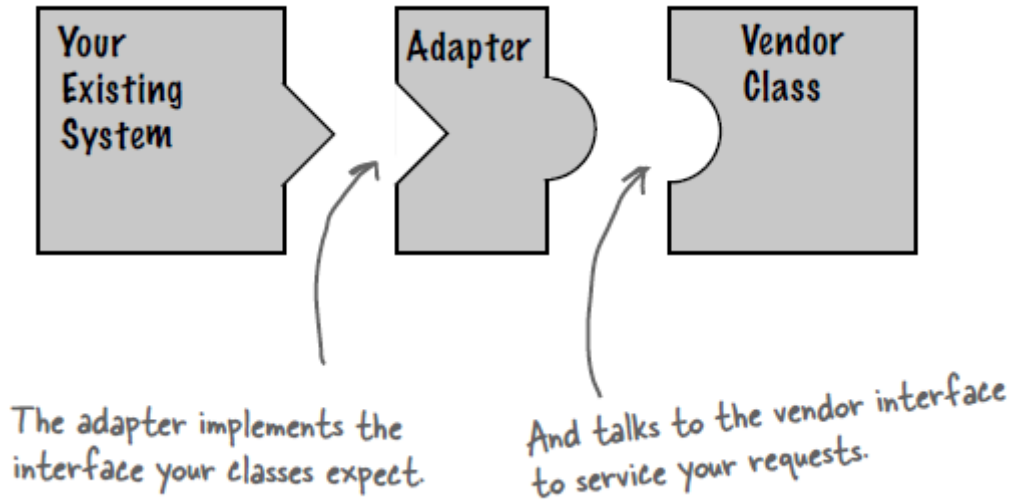 Your
Existing
System
Adapter
Vendor
Class
The adapter implements the
interface your classes expect.
And talks to the vendor interface
to service your requests.